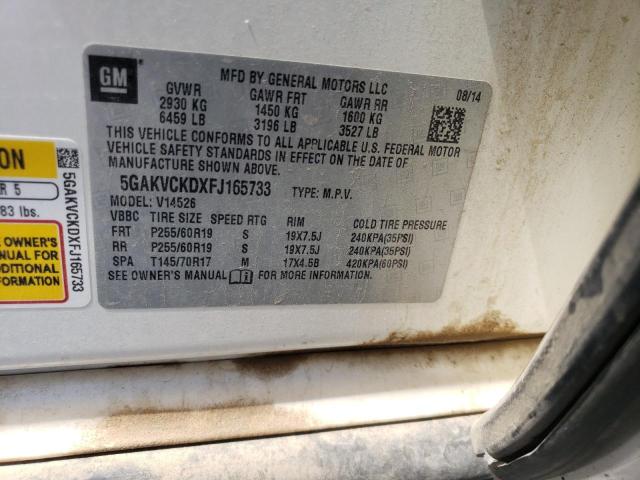 GM
MFD BY GENERAL MOTORS LLC
08/14
GVWR GAWR FRT GAWR RR
2930 KG 1450 KG 1600 KG
6459 LB 3196 LB 3527 LB
THIS VEHICLE CONFORMS TO ALL APPLICABLE U.S. FEDERAL MOTOR
VEHICLE SAFETY STANDARDS IN EFFECT ON THE DATE OF
MANUFACTURE SHOWN ABOVE.
5GAKVCKDXFJ165733 TYPE: M.P.V.
MODEL: V14526
VBBC TIRE SIZE SPEED RTG RIM COLD TIRE PRESSURE
FRT P255/60R19 S 19X7.5J 240KPA(35PSI)
RR P255/60R19 S 19X7.5J 240KPA(35PSI)
SPA T145/70R17 M 17X4.5B 420KPA(60PSI)
SEE OWNER'S MANUAL FOR MORE INFORMATION
ION
R 5
83 lbs.
OWNER'S
NUAL FOR
DDITIONAL
ORMATION
5GAKVCKDXFJ165733